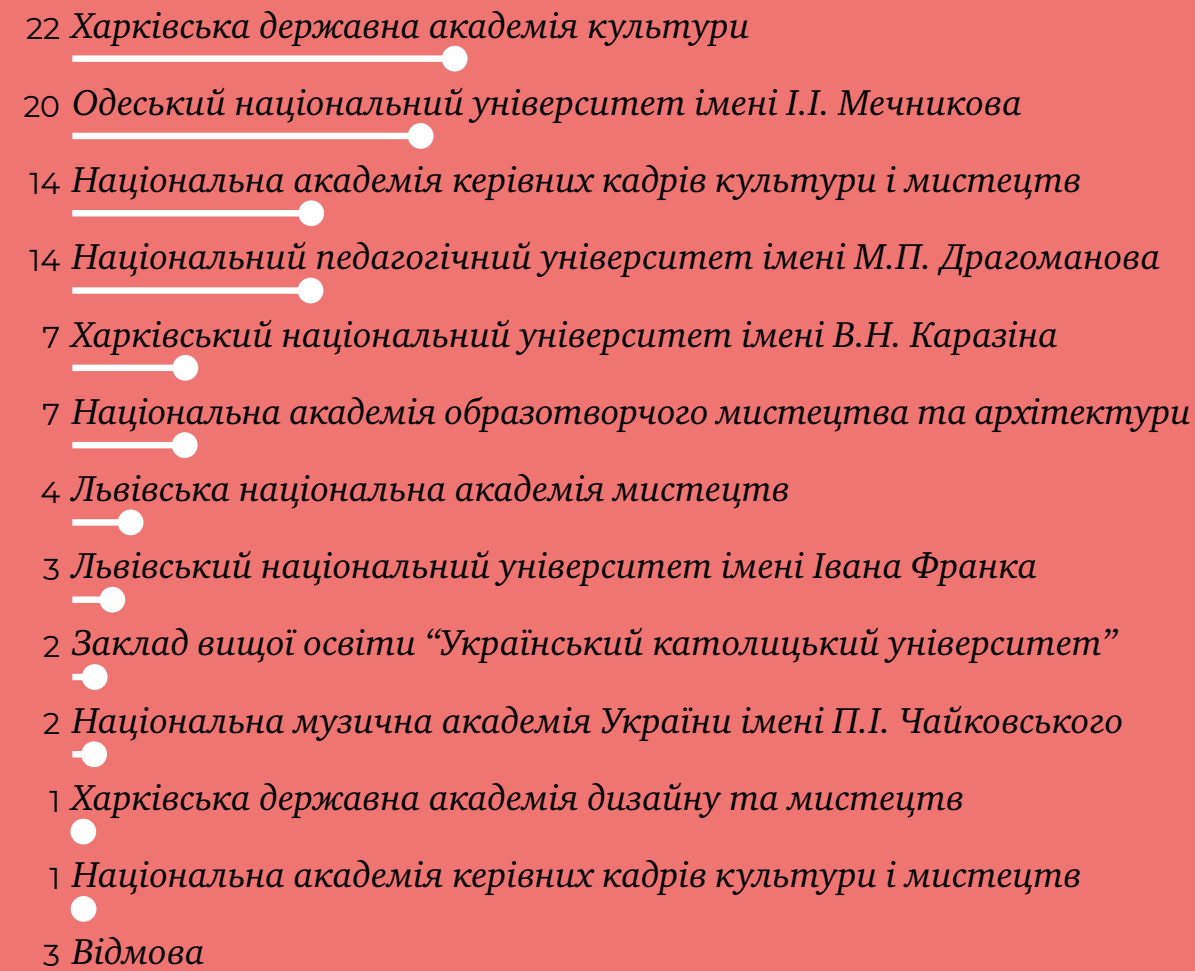 22 Харківська державна академія культури
20 Одеський національний університет імені І.І. Мечникова
14 Національна академія керівних кадрів культури і мистецтв
14 Національний педагогічний університет імені М.П. Драгоманова
7 Харківський національний університет імені В.Н. Каразіна
7 Національна академія образотворчого мистецтва та архітектури
4 Львівська національна академія мистецтв
3 Львівський національний університет імені Івана Франка
2 Заклад вищої освіти “Український католицький університет”
2 Національна музична академія України імені П.І. Чайковського
1 Харківська державна академія дизайну та мистецтв
1 Національна академія керівних кадрів культури і мистецтв
3 Відмова